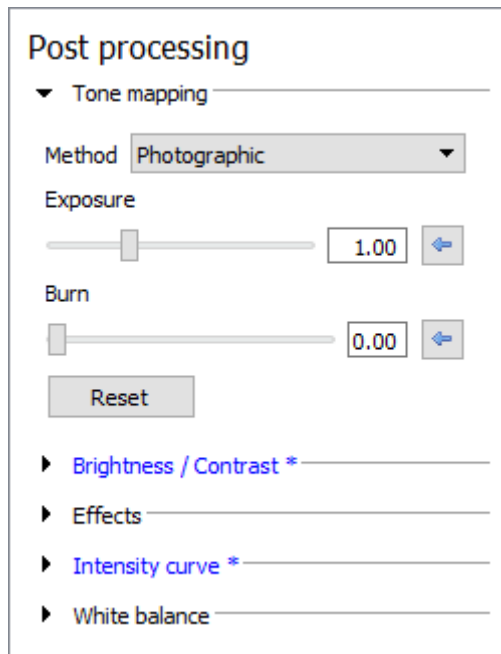 Post processing
Tone mapping
Method Photographic
Exposure
1.00
Burn
0.00
Reset
Brightness / Contrast *
Effects
Intensity curve *
White balance